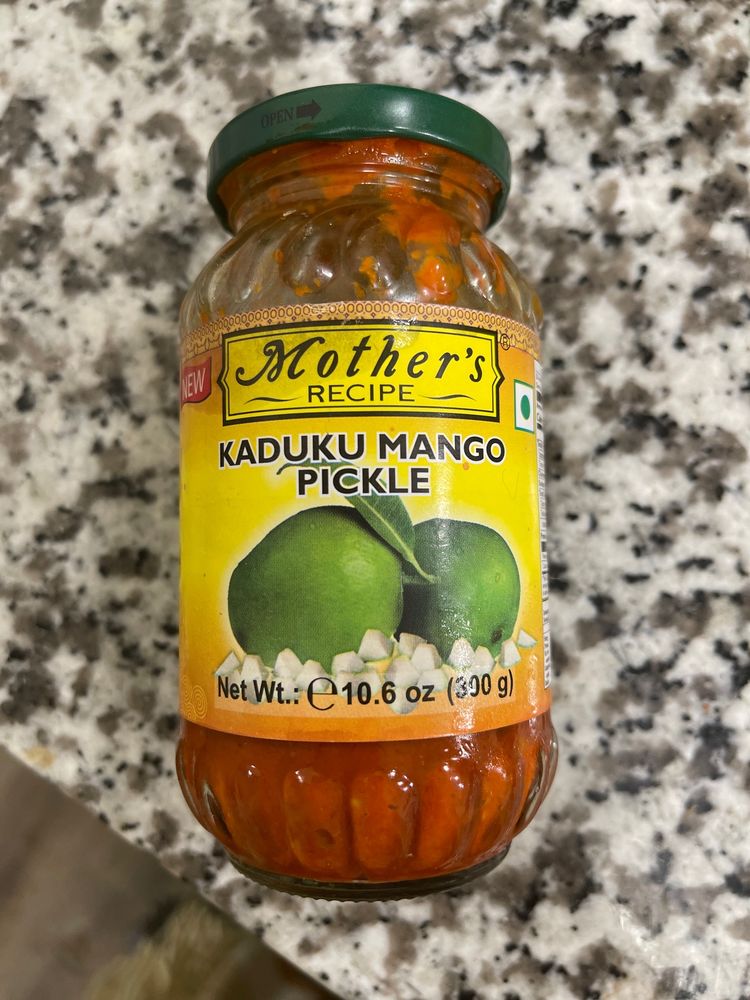 OPEN
NEW
Mother's®
RECIPE
KADUKU MANGO
PICKLE
Net Wt.: ℮ 10.6 oz (300 g)